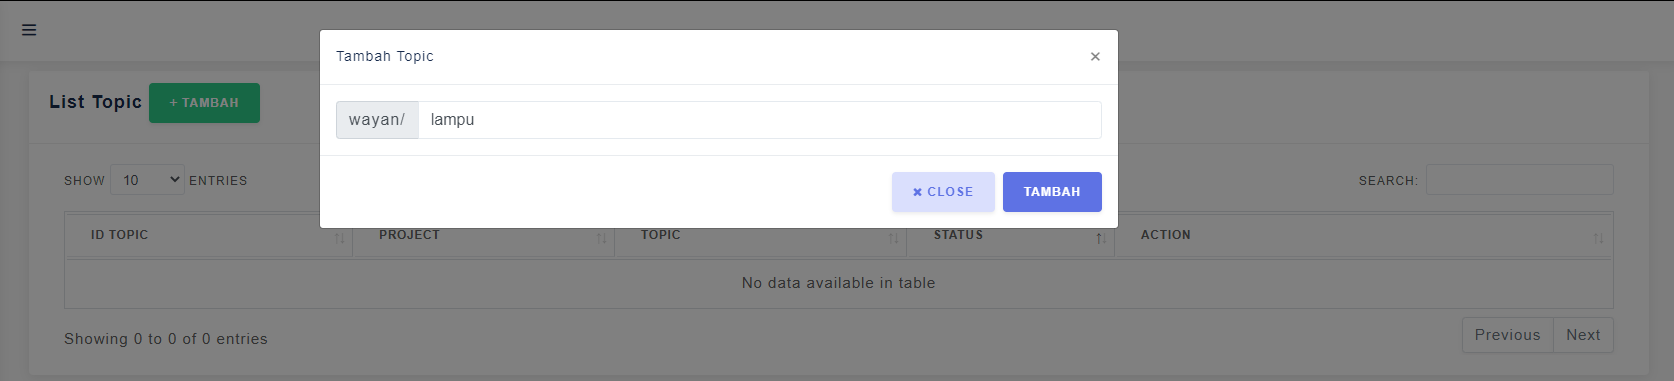 Tambah Topic ×
List Topic + TAMBAH
wayan/ lampu
SHOW 10 ENTRIES SEARCH:
✖ CLOSE TAMBAH
ID TOPIC PROJECT TOPIC STATUS ACTION
No data available in table
Showing 0 to 0 of 0 entries Previous Next